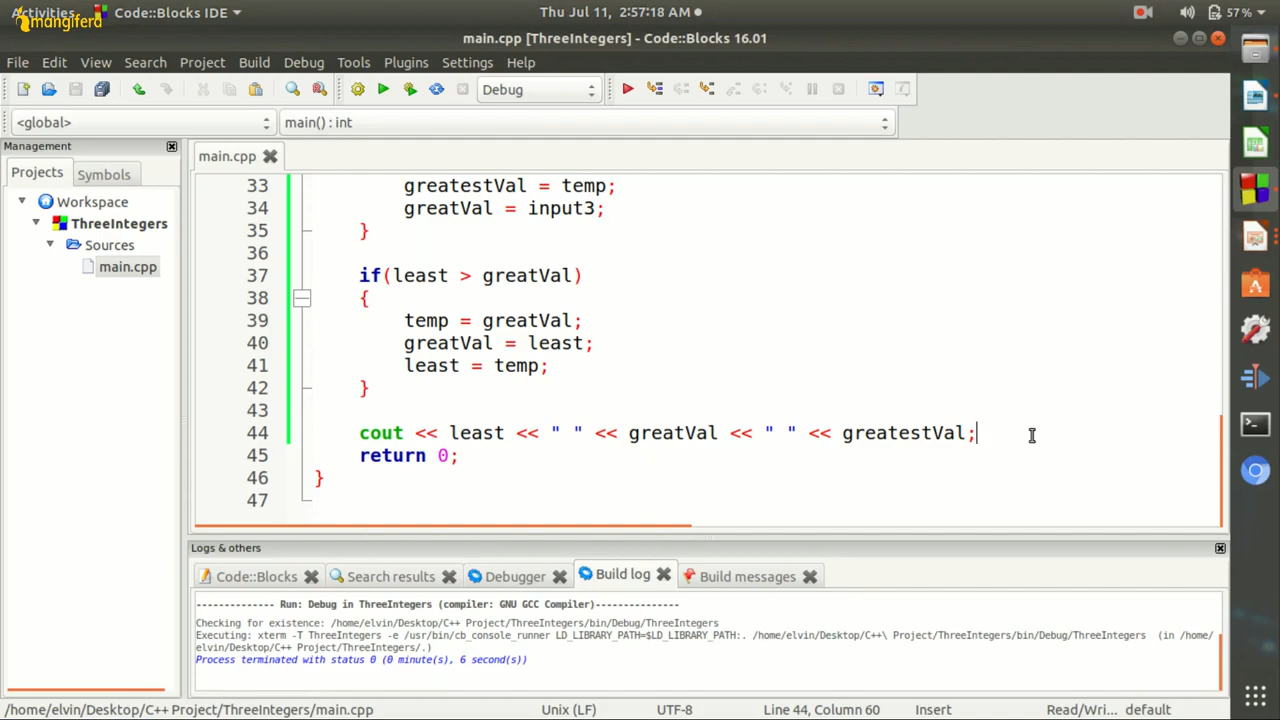 Activities
mangifera
Code::Blocks IDE
Thu Jul 11, 2:57:18 AM
57 %
main.cpp [ThreeIntegers] - Code::Blocks 16.01
File Edit View Search Project Build Debug Tools Plugins Settings Help
Debug
<global>
main() : int
Management
main.cpp
Projects
Symbols
Workspace
ThreeIntegers
Sources
main.cpp
33 greatestVal = temp;
34 greatVal = input3;
35 }
36
37 if(least > greatVal)
38 {
39 temp = greatVal;
40 greatVal = least;
41 least = temp;
42 }
43
44 cout << least << " " << greatVal << " " << greatestVal;
45 return 0;
46 }
47
Logs & others
Code::Blocks Search results Debugger Build log Build messages
-------------- Run: Debug in ThreeIntegers (compiler: GNU GCC Compiler)---------------
Checking for existence: /home/elvin/Desktop/C++ Project/ThreeIntegers/bin/Debug/ThreeIntegers
Executing: xterm -T ThreeIntegers -e /usr/bin/cb_console_runner LD_LIBRARY_PATH=$LD_LIBRARY_PATH:. /home/elvin/Desktop/C++\ Project/ThreeIntegers/bin/Debug/ThreeIntegers (in /home/
elvin/Desktop/C++ Project/ThreeIntegers/.)
Process terminated with status 0 (0 minute(s), 6 second(s))
/home/elvin/Desktop/C++ Project/ThreeIntegers/main.cpp Unix (LF) UTF-8 Line 44, Column 60 Insert Read/Wri... default